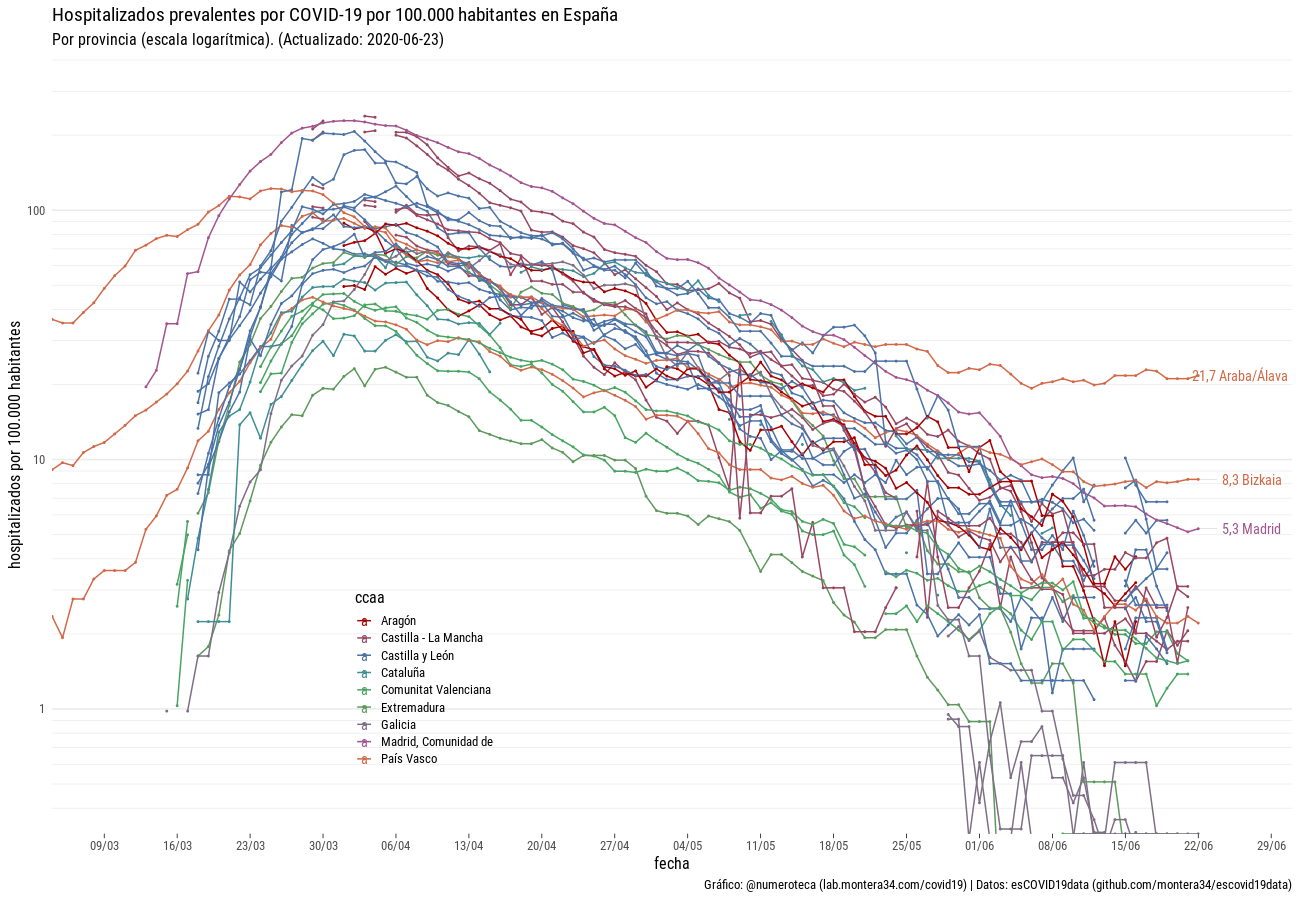 Hospitalizados prevalentes por COVID-19 por 100.000 habitantes en España
Por provincia (escala logarítmica). (Actualizado: 2020-06-23)
hospitalizados por 100.000 habitantes
100
10
1
21,7 Araba/Álava
8,3 Bizkaia
5,3 Madrid
ccaa
a Aragón
a Castilla - La Mancha
a Castilla y León
a Cataluña
a Comunitat Valenciana
a Extremadura
a Galicia
a Madrid, Comunidad de
a País Vasco
09/03 16/03 23/03 30/03 06/04 13/04 20/04 27/04 04/05 11/05 18/05 25/05 01/06 08/06 15/06 22/06 29/06
fecha
Gráfico: @numeroteca (lab.montera34.com/covid19) | Datos: esCOVID19data (github.com/montera34/escovid19data)